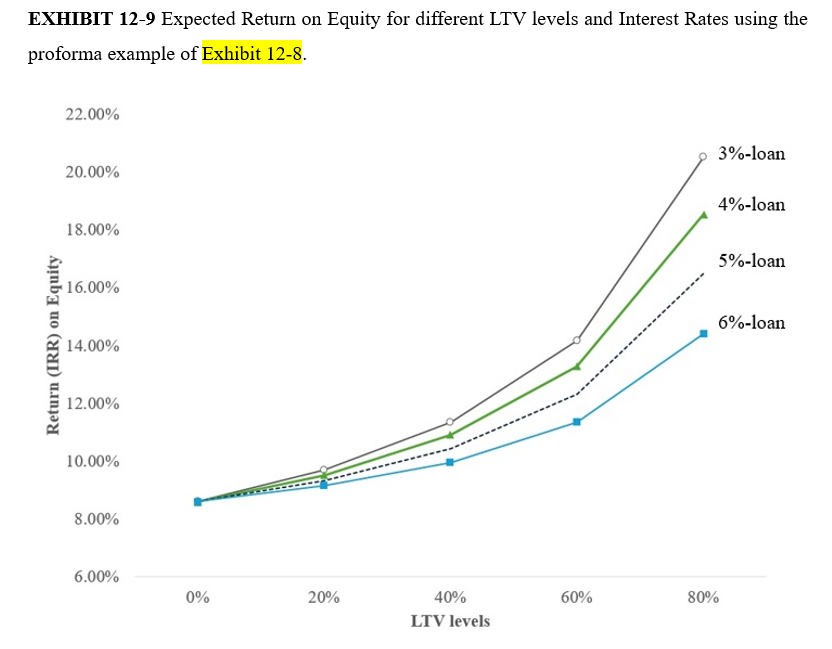 EXHIBIT 12-9 Expected Return on Equity for different LTV levels and Interest Rates using the
proforma example of Exhibit 12-8.
22.00%
20.00%
18.00%
16.00%
14.00%
12.00%
10.00%
8.00%
6.00%
Return (IRR) on Equity
3%-loan
4%-loan
5%-loan
6%-loan
0% 20% 40% 60% 80%
LTV levels